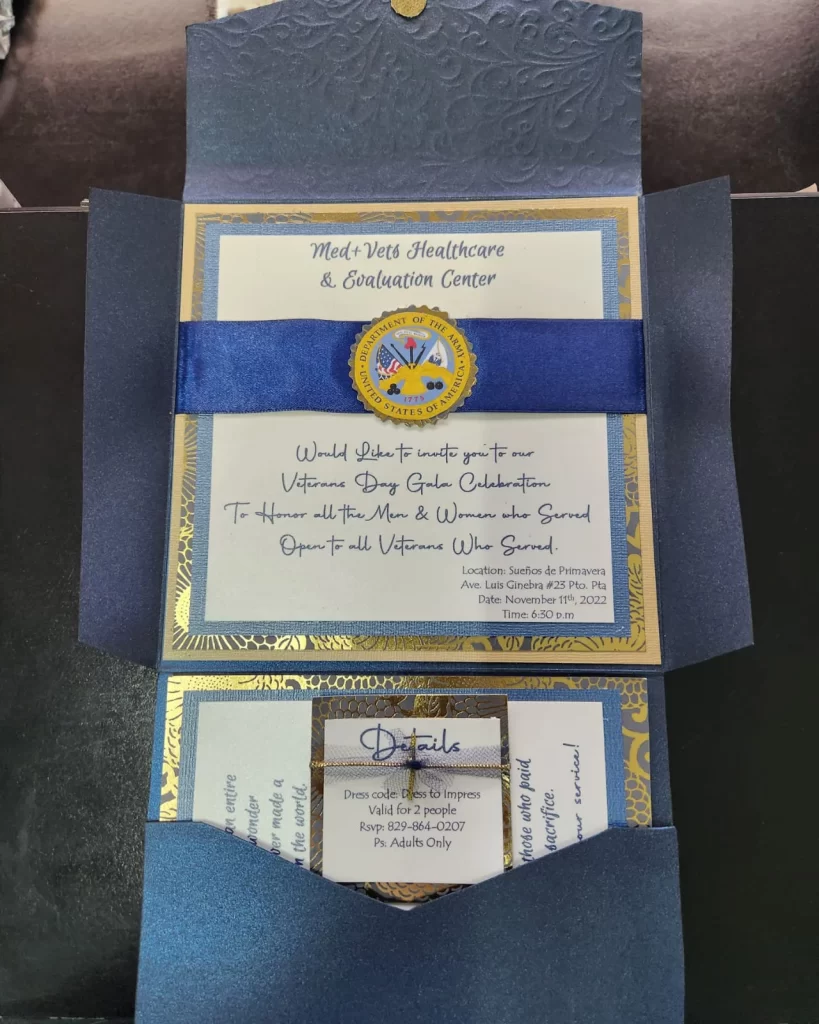 Med+Vets Healthcare
& Evaluation Center
DEPARTMENT OF THE ARMY
1775
UNITED STATES OF AMERICA
Would Like to invite you to our
Veterans Day Gala Celebration
To Honor all the Men & Women who Served
Open to all Veterans Who Served.
Location: Sueños de Primavera
Ave. Luis Ginebra #23 Pto. Pta
Date: November 11th, 2022
Time: 6:30 p.m
an entire
wonder
ver made a
n the world.
Details
Dress code: Dress to Impress
Valid for 2 people
Rsvp: 829-864-0207
Ps: Adults Only
those who paid
sacrifice.
our service!